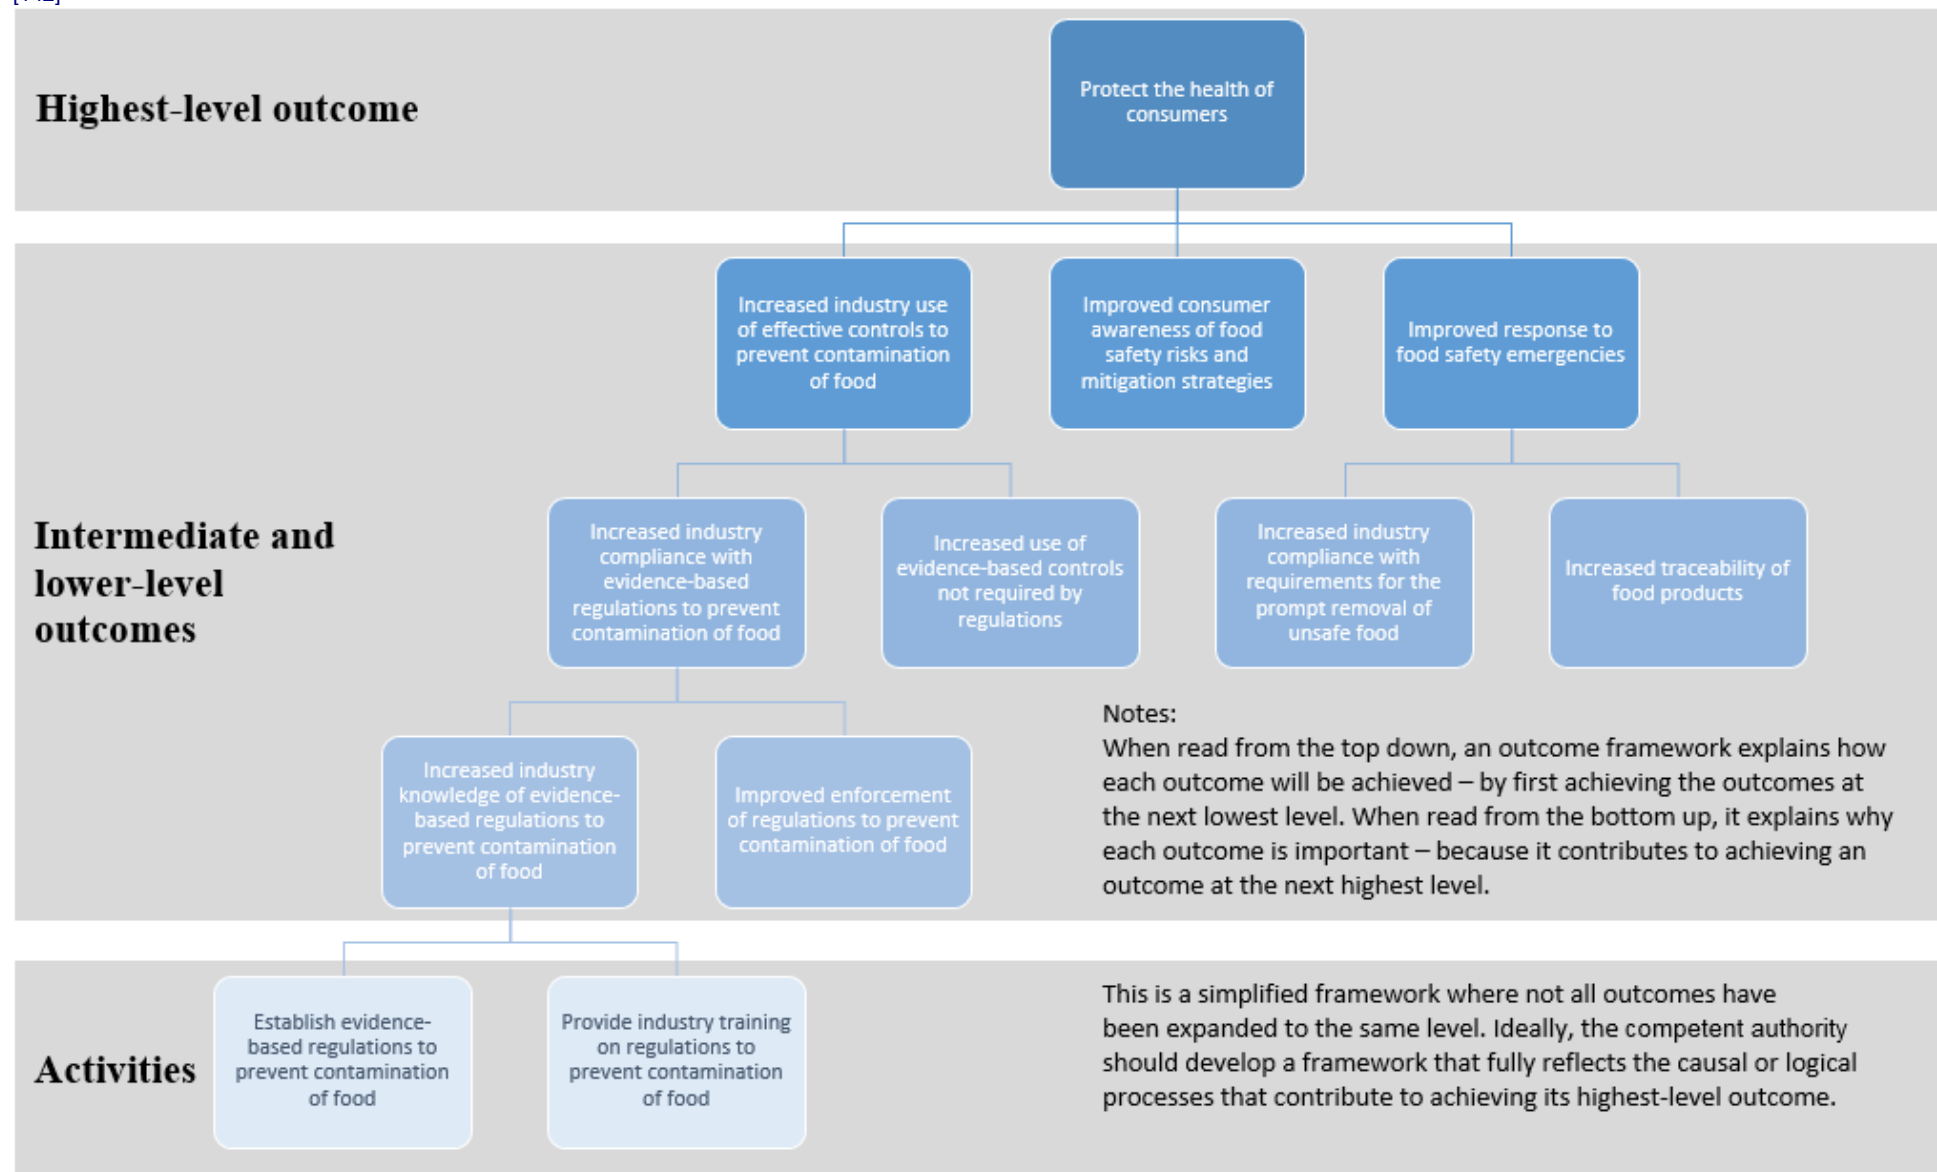 Highest-level outcome
Protect the health of
consumers
Increased industry use
of effective controls to
prevent contamination
of food
Improved consumer
awareness of food
safety risks and
mitigation strategies
Improved response to
food safety emergencies
Intermediate and
lower-level
outcomes
Increased industry
compliance with
evidence-based
regulations to prevent
contamination of food
Increased use of
evidence-based controls
not required by
regulations
Increased industry
compliance with
requirements for the
prompt removal of
unsafe food
Increased traceability of
food products
Increased industry
knowledge of evidence-
based regulations to
prevent contamination
of food
Improved enforcement
of regulations to prevent
contamination of food
Notes:
When read from the top down, an outcome framework explains how
each outcome will be achieved – by first achieving the outcomes at
the next lowest level. When read from the bottom up, it explains why
each outcome is important – because it contributes to achieving an
outcome at the next highest level.
Activities
Establish evidence-
based regulations to
prevent contamination
of food
Provide industry training
on regulations to
prevent contamination
of food
This is a simplified framework where not all outcomes have
been expanded to the same level. Ideally, the competent authority
should develop a framework that fully reflects the causal or logical
processes that contribute to achieving its highest-level outcome.